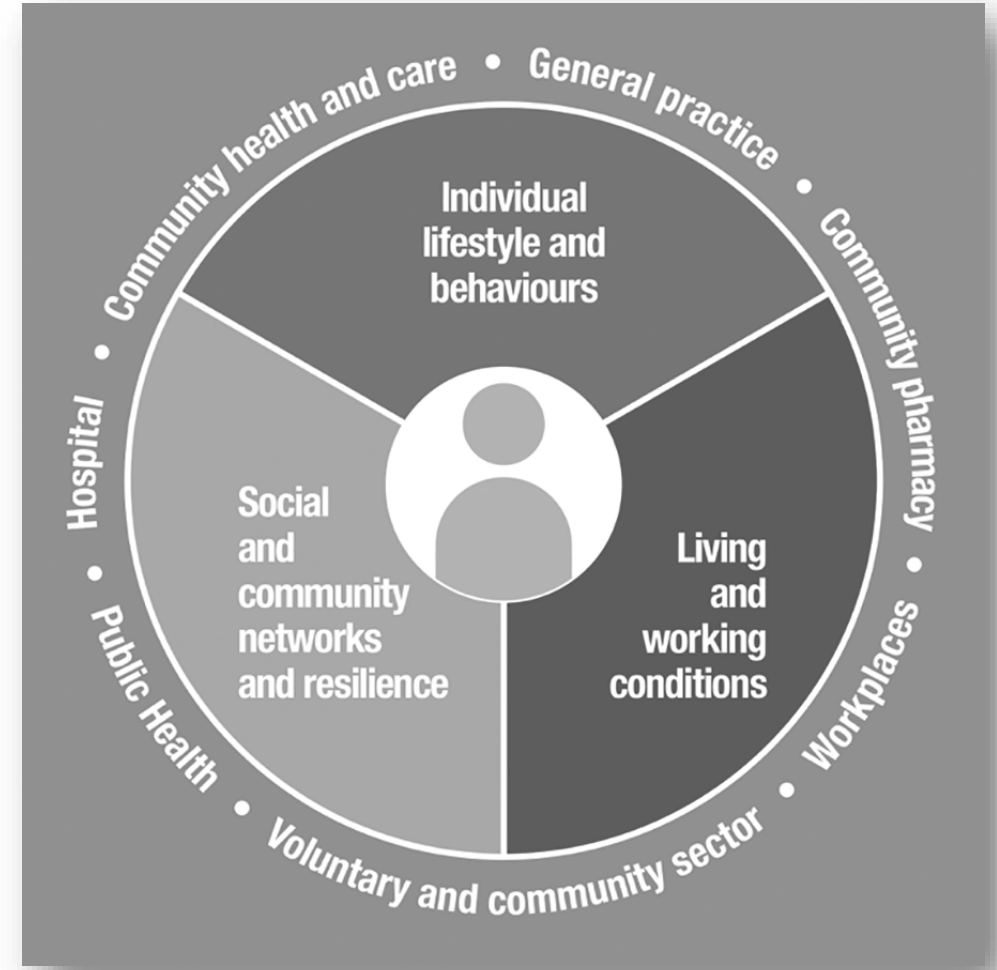 Community health and care • General practice • Community pharmacy • Workplaces • Voluntary and community sector • Public Health • Hospital •
Individual
lifestyle and
behaviours
Social
and
community
networks
and resilience
Living
and
working
conditions